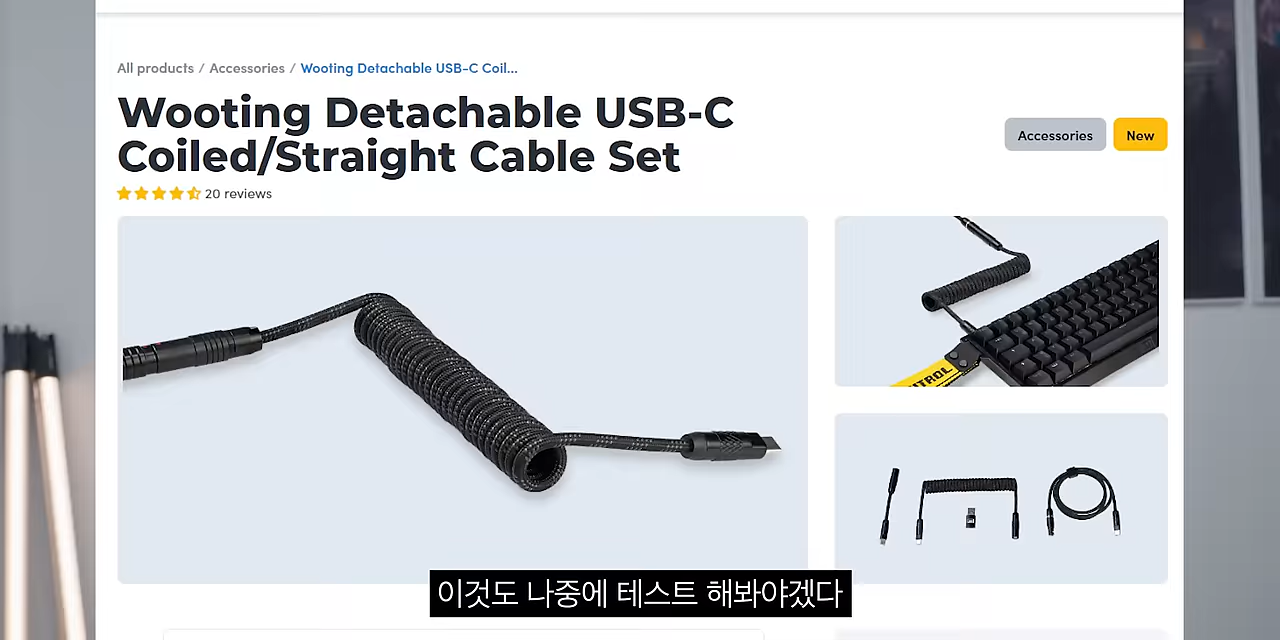 All products / Accessories / Wooting Detachable USB-C Coil...
Wooting Detachable USB-C
Coiled/Straight Cable Set
Accessories
New
20 reviews
이것도 나중에 테스트 해봐야겠다